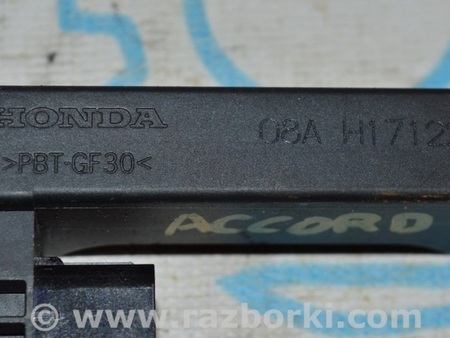 HONDA
08A H1712
>PBT-GF30<
ACCORD
www.razborki.com